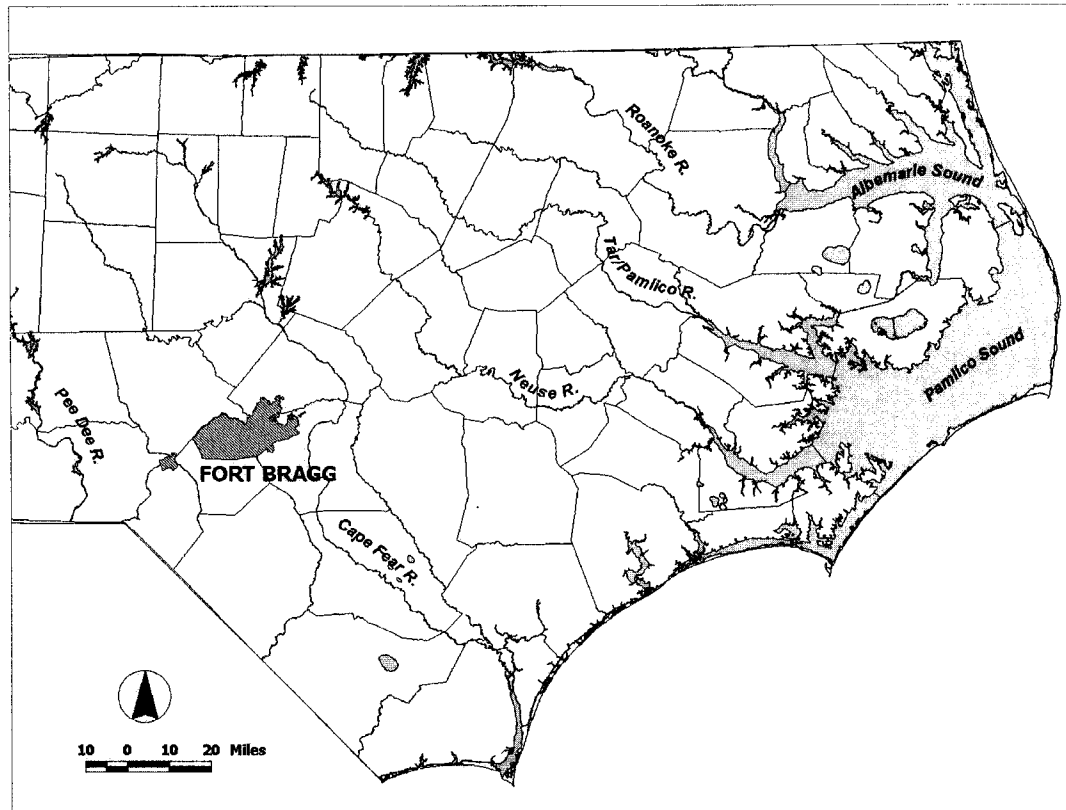 Roanoke R.
Albemarle Sound
Tar/Pamlico R.
Pamlico Sound
Neuse R.
Pee Dee R.
FORT BRAGG
Cape Fear R.
10 0 10 20 Miles